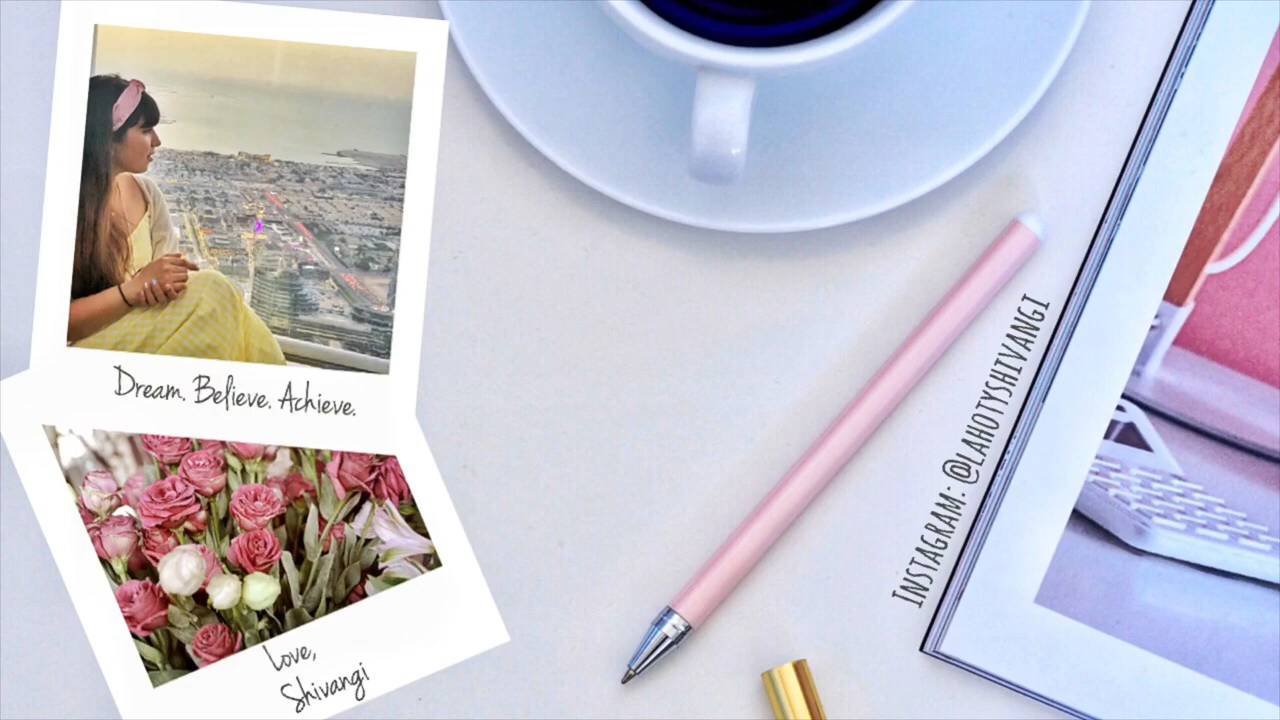 Dream. Believe. Achieve.
Love,
Shivangi
INSTAGRAM: @LAHOTYSHIVANGI